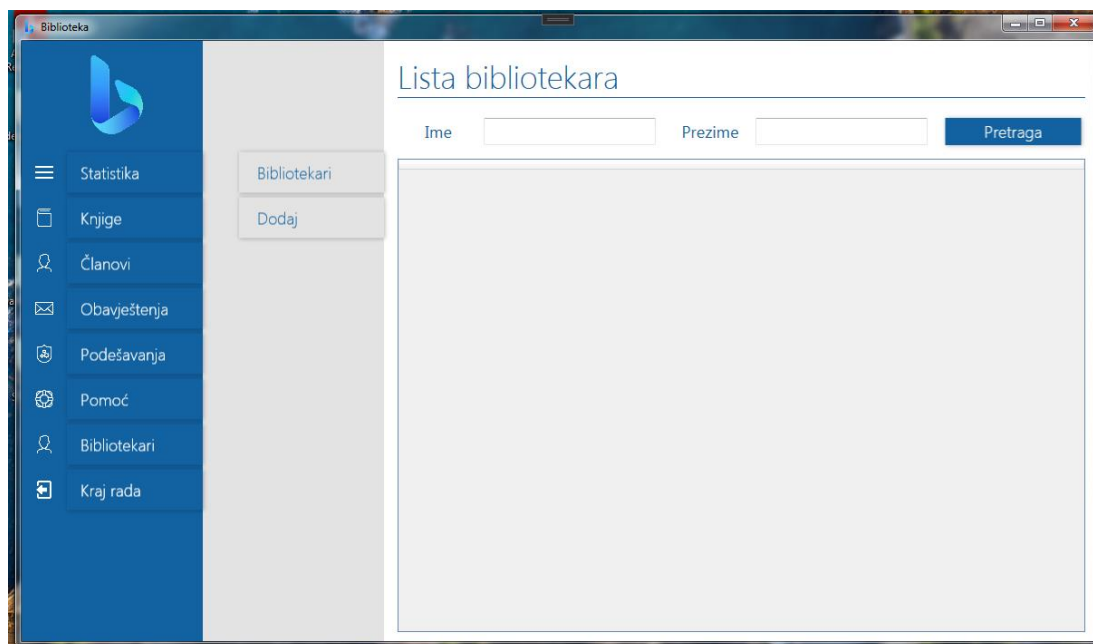 Biblioteka
Lista bibliotekara
Ime
Prezime
Pretraga
Statistika
Knjige
Članovi
Obavještenja
Podešavanja
Pomoć
Bibliotekari
Kraj rada
Bibliotekari
Dodaj